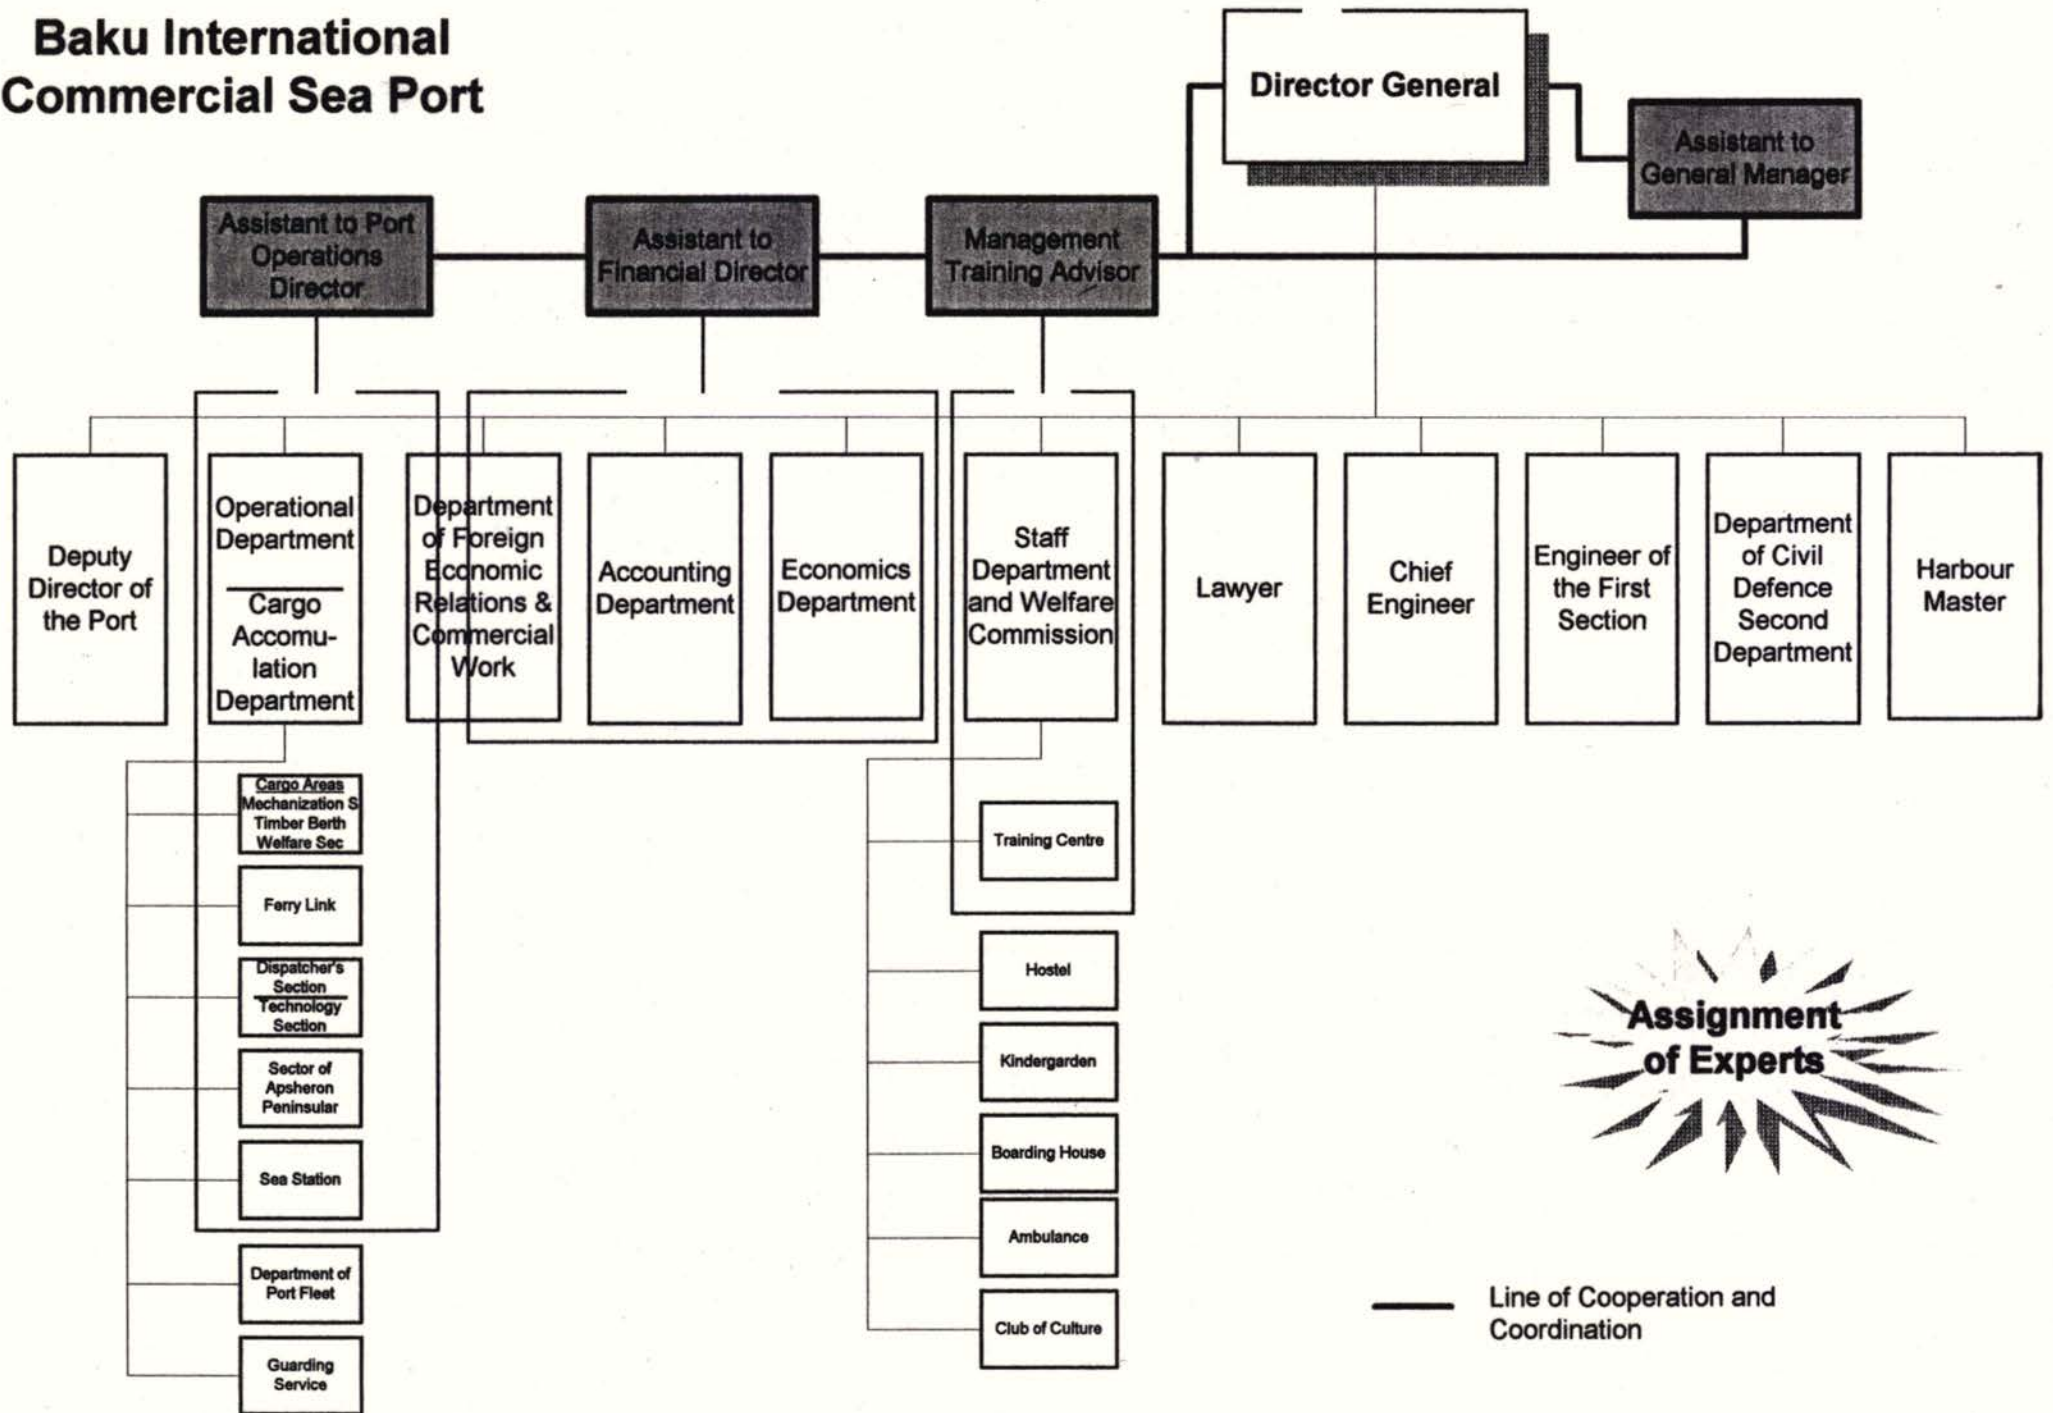 Baku International
Commercial Sea Port
Director General
Assistant to
General Manager
Assistant to Port
Operations
Director
Assistant to
Financial Director
Management
Training Advisor
Deputy
Director of
the Port
Operational
Department
Cargo
Accomu-
lation
Department
Department
of Foreign
Economic
Relations &
Commercial
Work
Accounting
Department
Economics
Department
Staff
Department
and Welfare
Commission
Lawyer
Chief
Engineer
Engineer of
the First
Section
Department
of Civil
Defence
Second
Department
Harbour
Master
Cargo Areas
Mechanization S
Timber Berth
Welfare Sec
Ferry Link
Dispatcher's
Section
Technology
Section
Sector of
Apsheron
Peninsular
Sea Station
Department of
Port Fleet
Guarding
Service
Training Centre
Hostel
Kindergarden
Boarding House
Ambulance
Club of Culture
Assignment
of Experts
Line of Cooperation and
Coordination